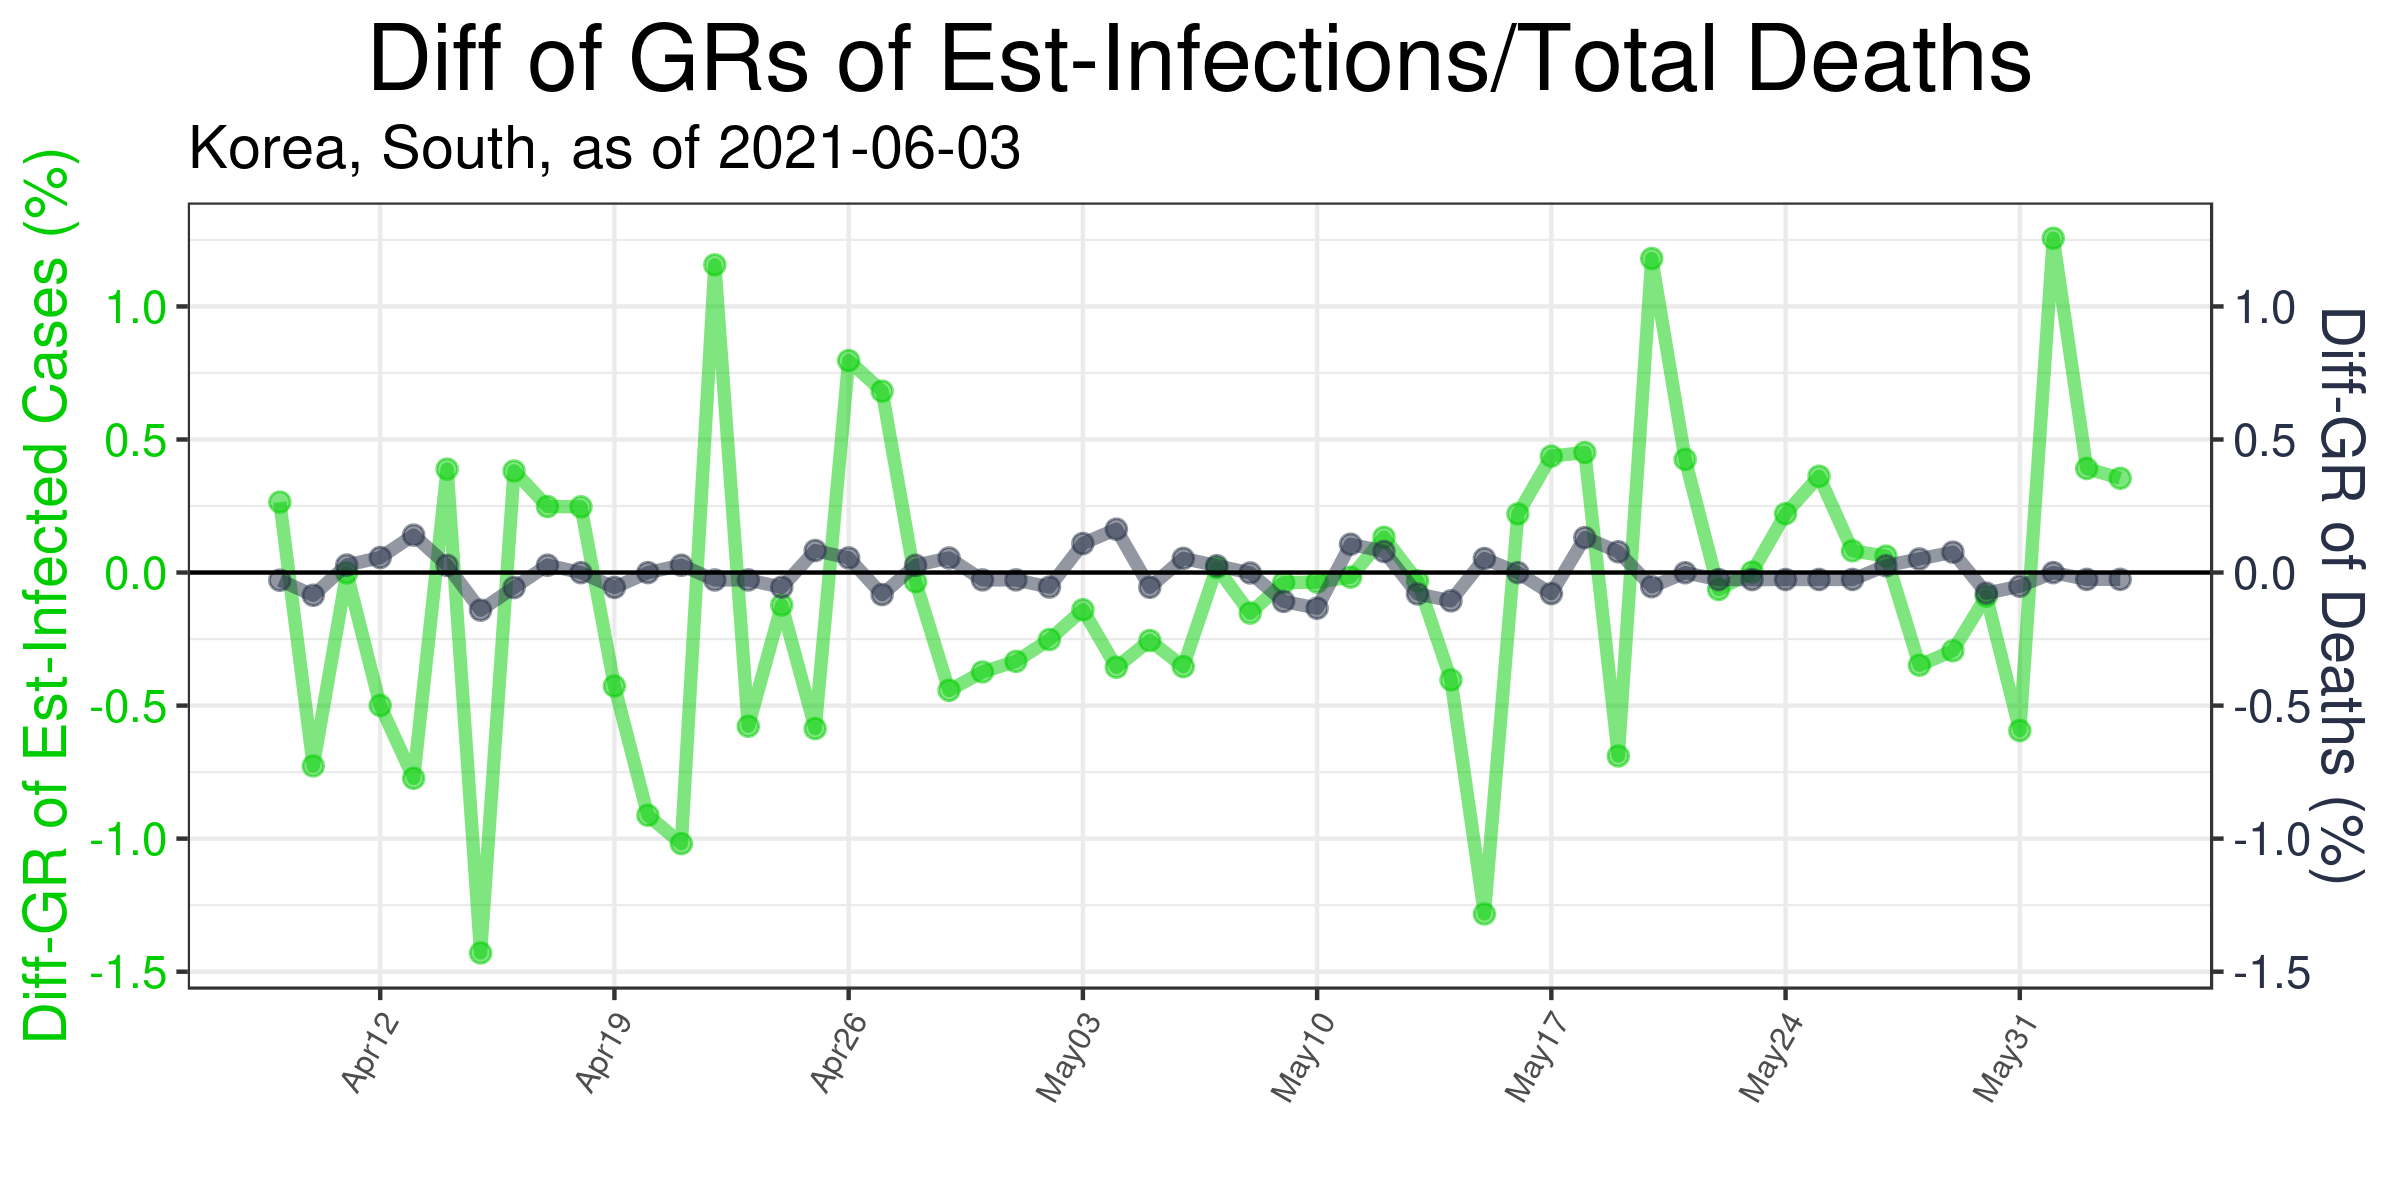 Diff of GRs of Est-Infections/Total Deaths
Korea, South, as of 2021-06-03
Diff-GR of Est-Infected Cases (%)
1.0
0.5
0.0
-0.5
-1.0
-1.5
1.0
0.5
0.0
-0.5
-1.0
-1.5
Diff-GR of Deaths (%)
Apr12
Apr19
Apr26
May03
May10
May17
May24
May31